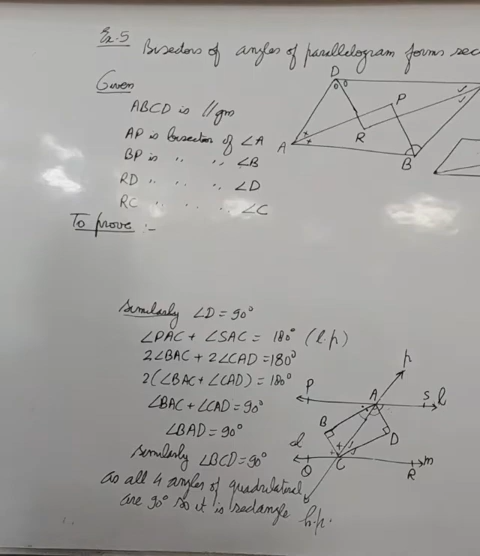 Ex-5 Bisectors of angles of parallelogram forms rec
Given
ABCD is ||gm
AP is bisector of ∠A
BP is ,, ,, ∠B
RD ,, ,, ∠D
RC ,, ,, ∠C
To prove :-
D
P
R
A
B
Similarly ∠D = 90°
∠PAC + ∠SAC = 180° (l.p)
2∠BAC + 2∠CAD = 180°
2(∠BAC + ∠CAD) = 180°
∠BAC + ∠CAD = 90°
∠BAD = 90°
Similarly ∠BCD = 90°
as all 4 angles of quadrilateral
are 90° so it is rectangle h.p.
p
P A S l
B
D
Q C R m